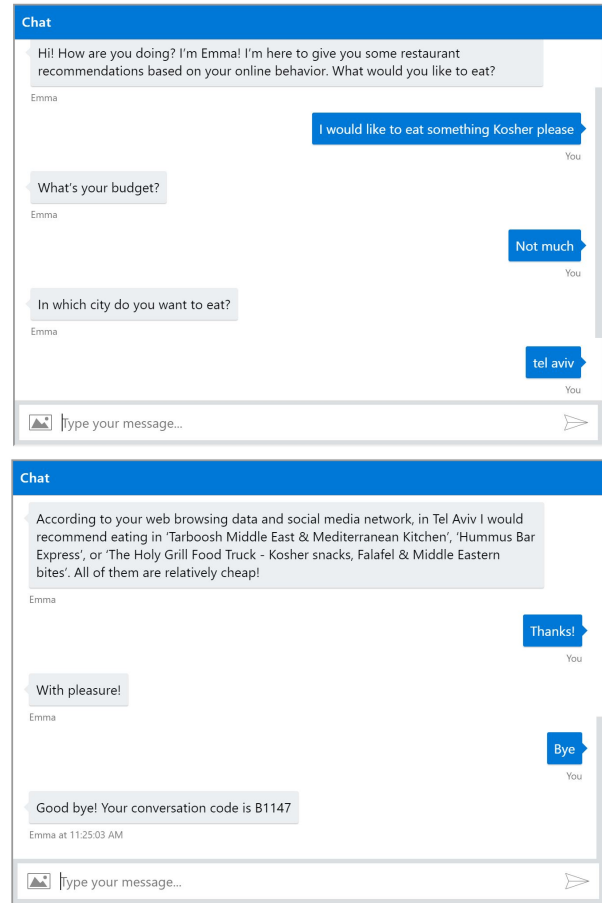 Chat
Hi! How are you doing? I'm Emma! I'm here to give you some restaurant
recommendations based on your online behavior. What would you like to eat?
Emma
I would like to eat something Kosher please
You
What's your budget?
Emma
Not much
You
In which city do you want to eat?
Emma
tel aviv
You
Type your message...
Chat
According to your web browsing data and social media network, in Tel Aviv I would
recommend eating in 'Tarboosh Middle East & Mediterranean Kitchen', 'Hummus Bar
Express', or 'The Holy Grill Food Truck - Kosher snacks, Falafel & Middle Eastern
bites'. All of them are relatively cheap!
Emma
Thanks!
You
With pleasure!
Emma
Bye
You
Good bye! Your conversation code is B1147
Emma at 11:25:03 AM
Type your message...